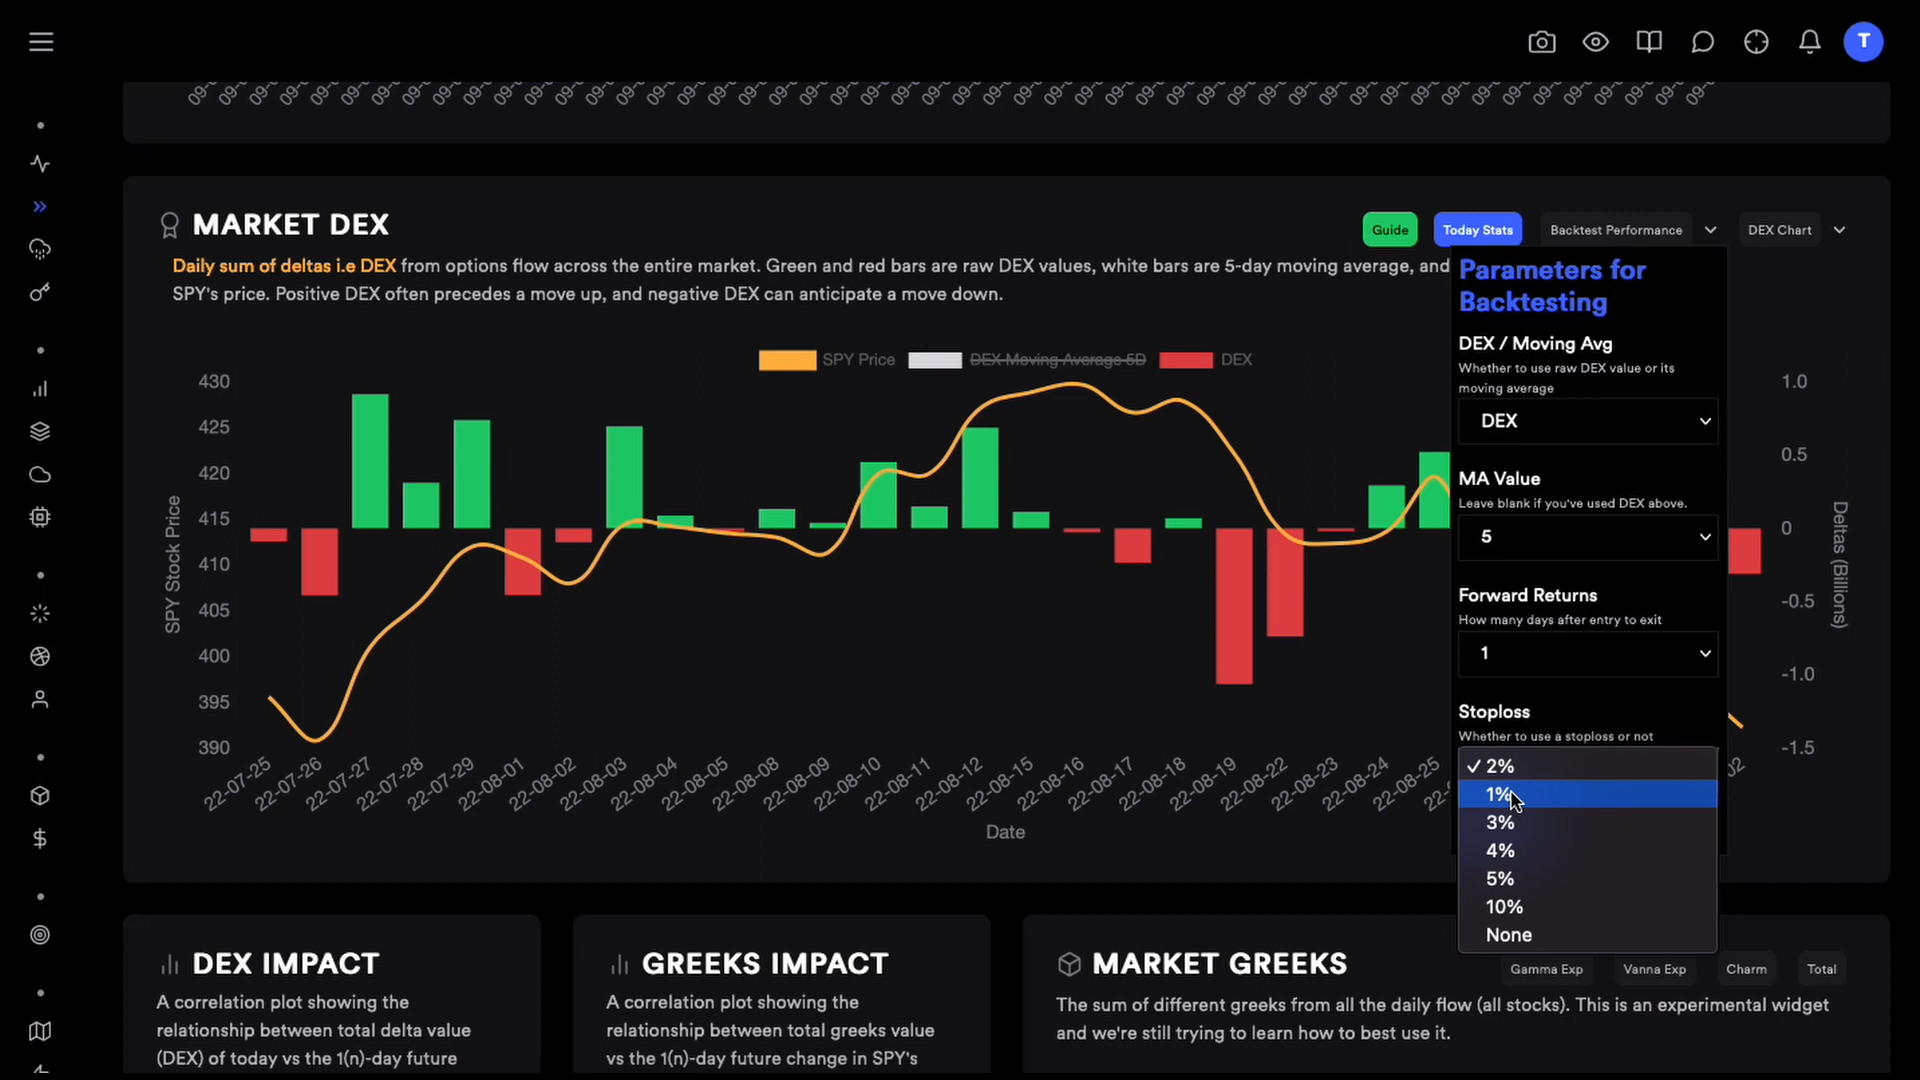 T
MARKET DEX
Guide
Today Stats
Backtest Performance
DEX Chart
Daily sum of deltas i.e DEX from options flow across the entire market. Green and red bars are raw DEX values, white bars are 5-day moving average, and
SPY's price. Positive DEX often precedes a move up, and negative DEX can anticipate a move down.
Parameters for
Backtesting
DEX / Moving Avg
Whether to use raw DEX value or its
moving average
DEX
MA Value
Leave blank if you've used DEX above.
5
Forward Returns
How many days after entry to exit
1
Stoploss
Whether to use a stoploss or not
2%
1%
3%
4%
5%
10%
None
SPY Price
DEX Moving Average 5D
DEX
430
425
420
415
410
405
400
395
390
SPY Stock Price
1.0
0.5
0
-0.5
-1.0
-1.5
Deltas (Billions)
22-07-25
22-07-26
22-07-27
22-07-28
22-07-29
22-08-01
22-08-02
22-08-03
22-08-04
22-08-05
22-08-08
22-08-09
22-08-10
22-08-11
22-08-12
22-08-15
22-08-16
22-08-17
22-08-18
22-08-19
22-08-22
22-08-23
22-08-24
22-08-25
Date
DEX IMPACT
A correlation plot showing the
relationship between total delta value
(DEX) of today vs the 1(n)-day future
GREEKS IMPACT
A correlation plot showing the
relationship between total greeks value
vs the 1(n)-day future change in SPY's
MARKET GREEKS
Gamma Exp
Vanna Exp
Charm
Total
The sum of different greeks from all the daily flow (all stocks). This is an experimental widget
and we're still trying to learn how to best use it.